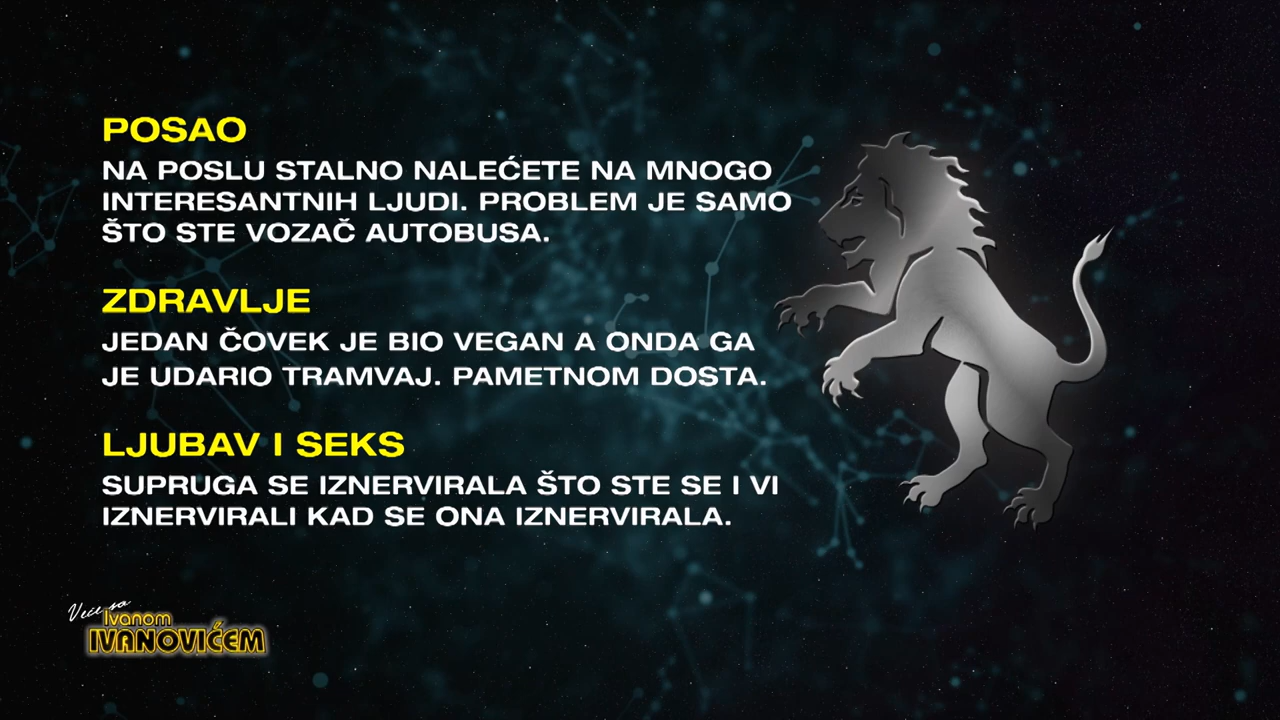 POSAO
NA POSLU STALNO NALEĆETE NA MNOGO
INTERESANTNIH LJUDI. PROBLEM JE SAMO
ŠTO STE VOZAČ AUTOBUSA.
ZDRAVLJE
JEDAN ČOVEK JE BIO VEGAN A ONDA GA
JE UDARIO TRAMVAJ. PAMETNOM DOSTA.
LJUBAV I SEKS
SUPRUGA SE IZNERVIRALA ŠTO STE SE I VI
IZNERVIRALI KAD SE ONA IZNERVIRALA.
Veče sa
Ivanom
IVANOVIĆEM